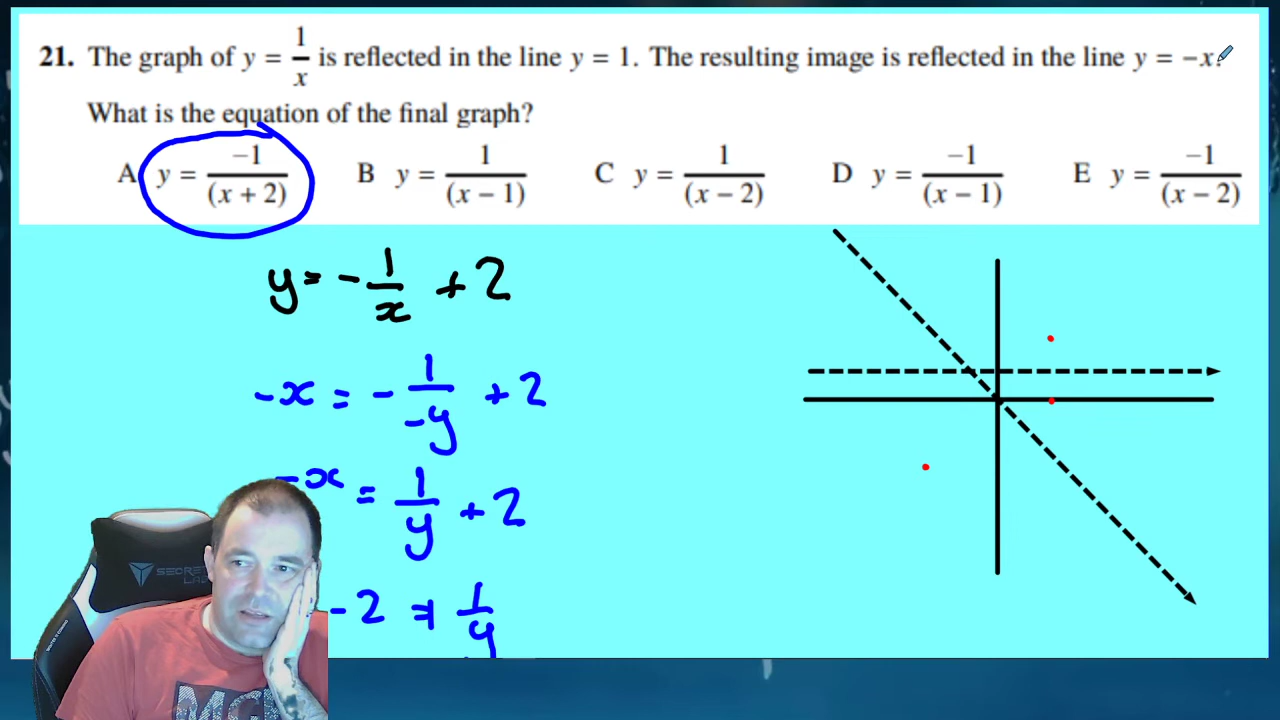 21. The graph of y = 1/x is reflected in the line y = 1. The resulting image is reflected in the line y = −x.
What is the equation of the final graph?
A y = −1/(x + 2) B y = 1/(x − 1) C y = 1/(x − 2) D y = −1/(x − 1) E y = −1/(x − 2)
y = - 1/x + 2
-x = - 1/-y + 2
-x = 1/y + 2
- 2 = 1/y
SECRET
LAB